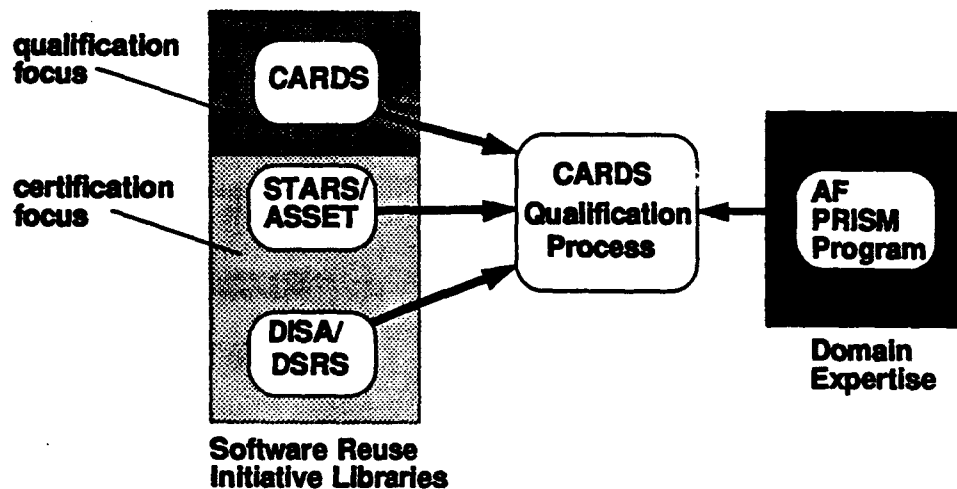 qualification
focus
CARDS
certification
focus
STARS/
ASSET
DISA/
DSRS
Software Reuse
Initiative Libraries
CARDS
Qualification
Process
AF
PRISM
Program
Domain
Expertise